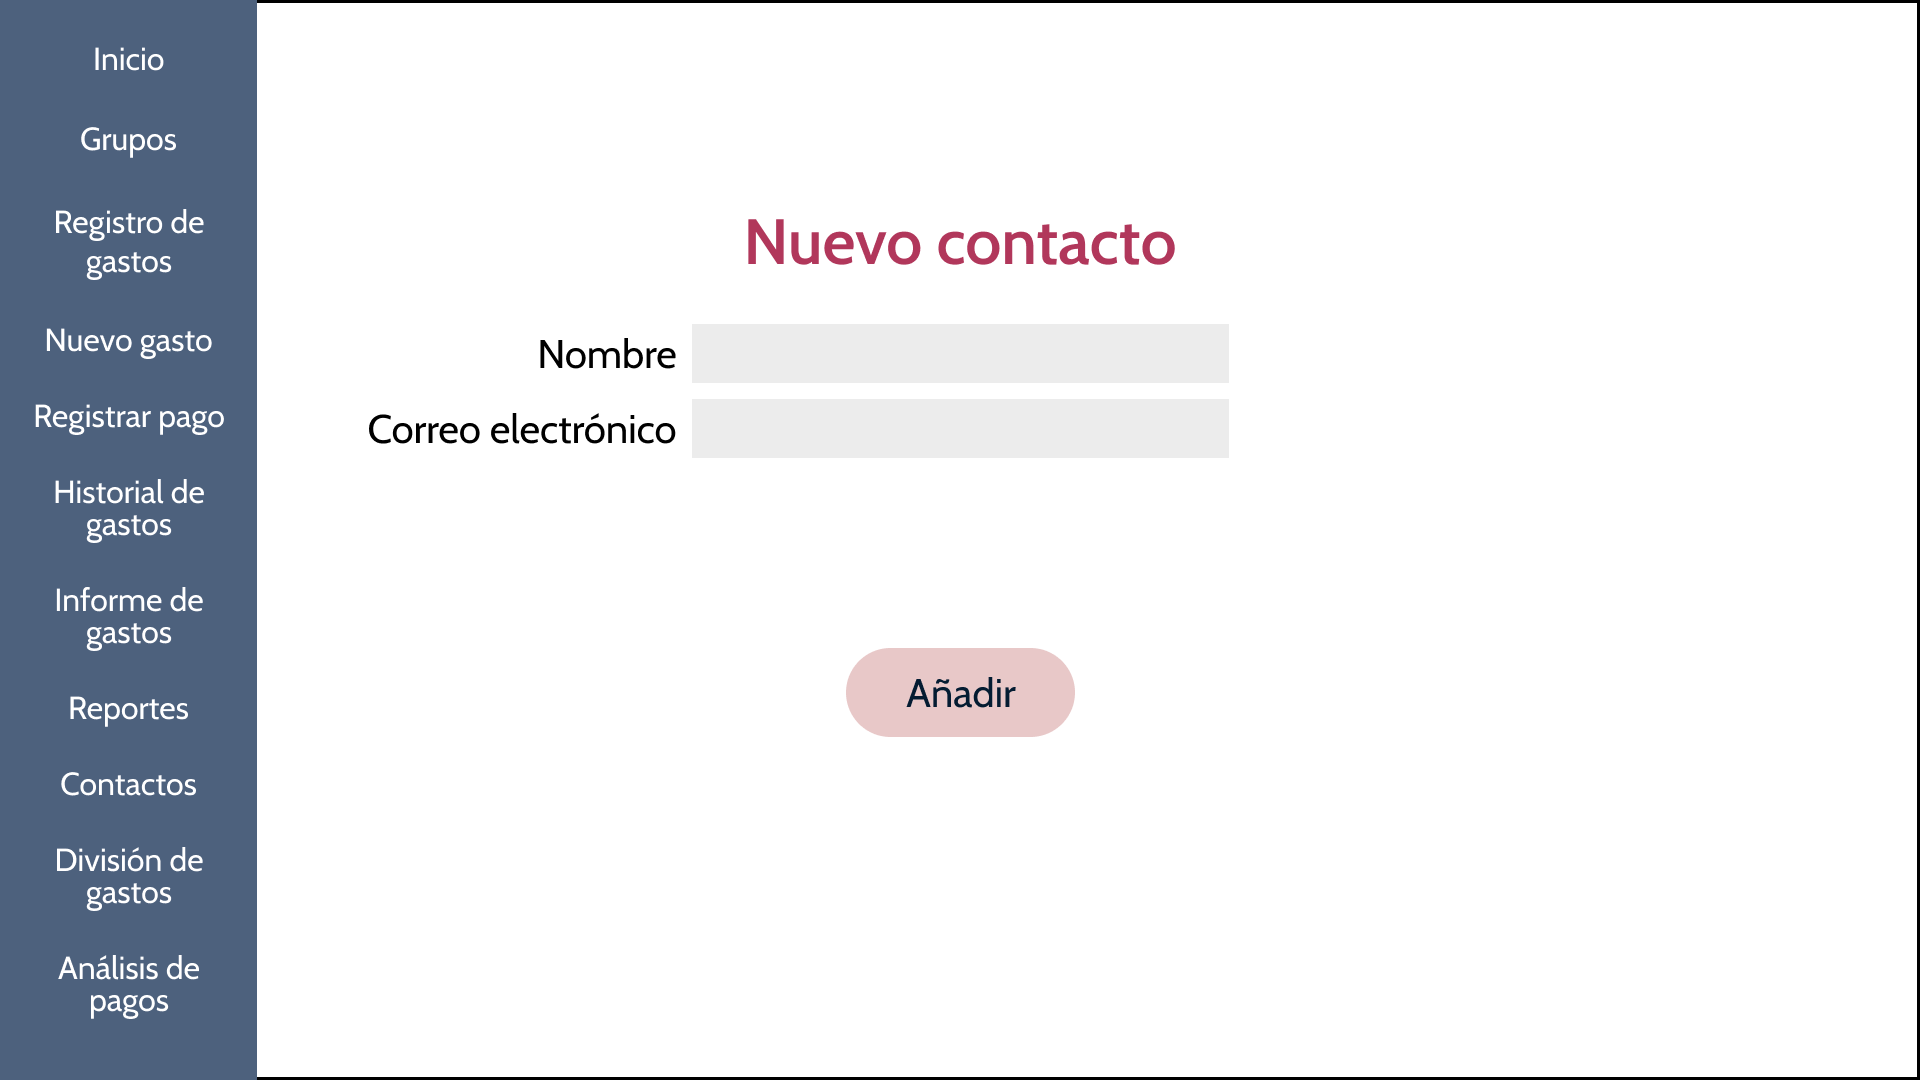 Inicio
Grupos
Registro de
gastos
Nuevo gasto
Registrar pago
Historial de
gastos
Informe de
gastos
Reportes
Contactos
División de
gastos
Análisis de
pagos
Nuevo contacto
Nombre
Correo electrónico
Añadir